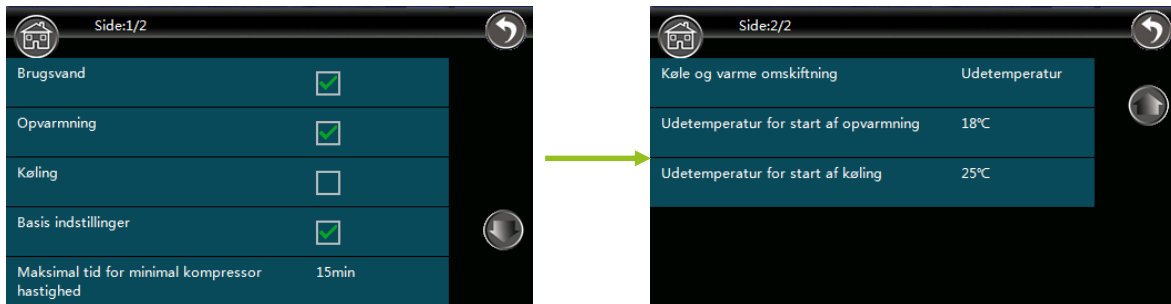 Side:1/2
Brugsvand
Opvarmning
Køling
Basis indstillinger
Maksimal tid for minimal kompressor 15min
hastighed
Side:2/2
Køle og varme omskiftning Udetemperatur
Udetemperatur for start af opvarmning 18℃
Udetemperatur for start af køling 25℃